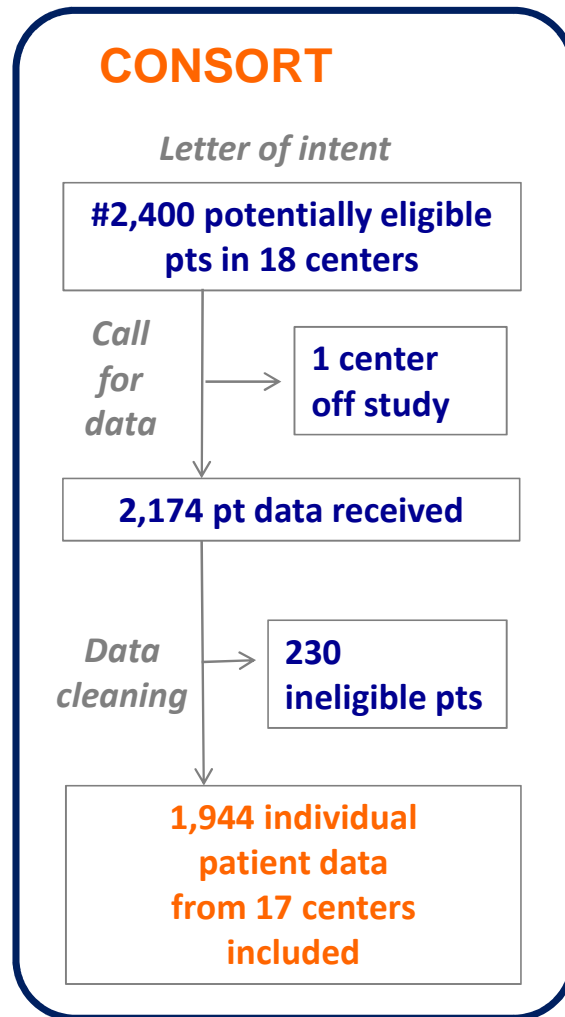 CONSORT
Letter of intent
#2,400 potentially eligible
pts in 18 centers
Call
for
data
1 center
off study
2,174 pt data received
Data
cleaning
230
ineligible pts
1,944 individual
patient data
from 17 centers
included